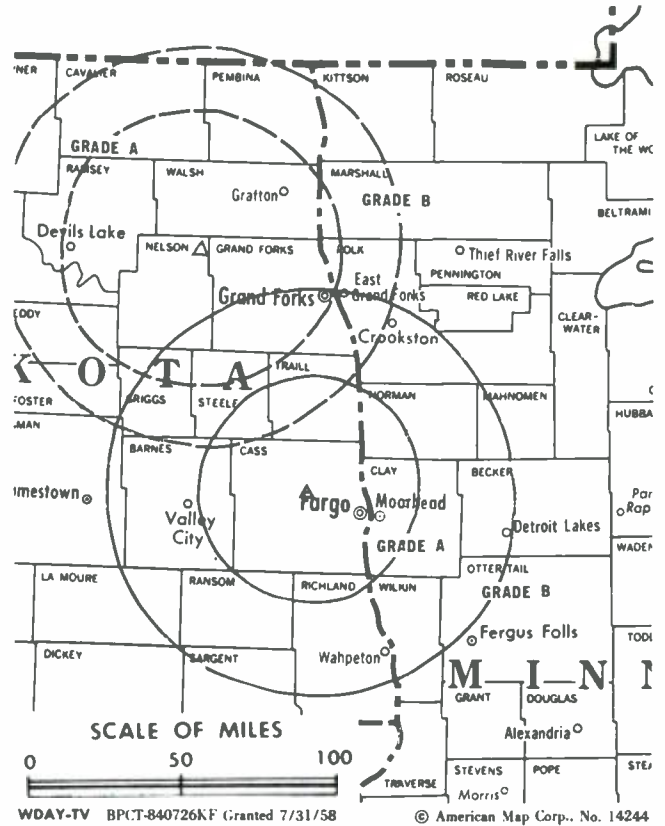 NER
CAVALIER
PEMBINA
KITTSON
ROSEAU
LAKE OF
THE WO
GRADE A
RAMSEY
WALSH
MARSHALL
Grafton
GRADE B
BELTRAMI
Devils Lake
NELSON
GRAND FORKS
POLK
Thief River Falls
PENNINGTON
East
Grand Forks
Grand Forks
RED LAKE
EDDY
CLEAR-
WATER
Crookston
K O T A
TRAILL
FOSTER
GRIGGS
STEELE
NORMAN
MAHNOMEN
HUBBA
MAN
BARNES
CASS
CLAY
BECKER
mestown
Valley
City
Fargo
Moorhead
Par
Rap
Detroit Lakes
GRADE A
WADEN
OTTER TAIL
LA MOURE
RANSOM
RICHLAND
WILKIN
GRADE B
Fergus Falls
TODD
DICKEY
SARGENT
Wahpeton
M I N N
GRANT
DOUGLAS
SCALE OF MILES
Alexandria
0 50 100
STEVENS
POPE
STEA
TRAVERSE
Morris
WDAY-TV BPCT-840726KF Granted 7/31/58
© American Map Corp., No. 14244